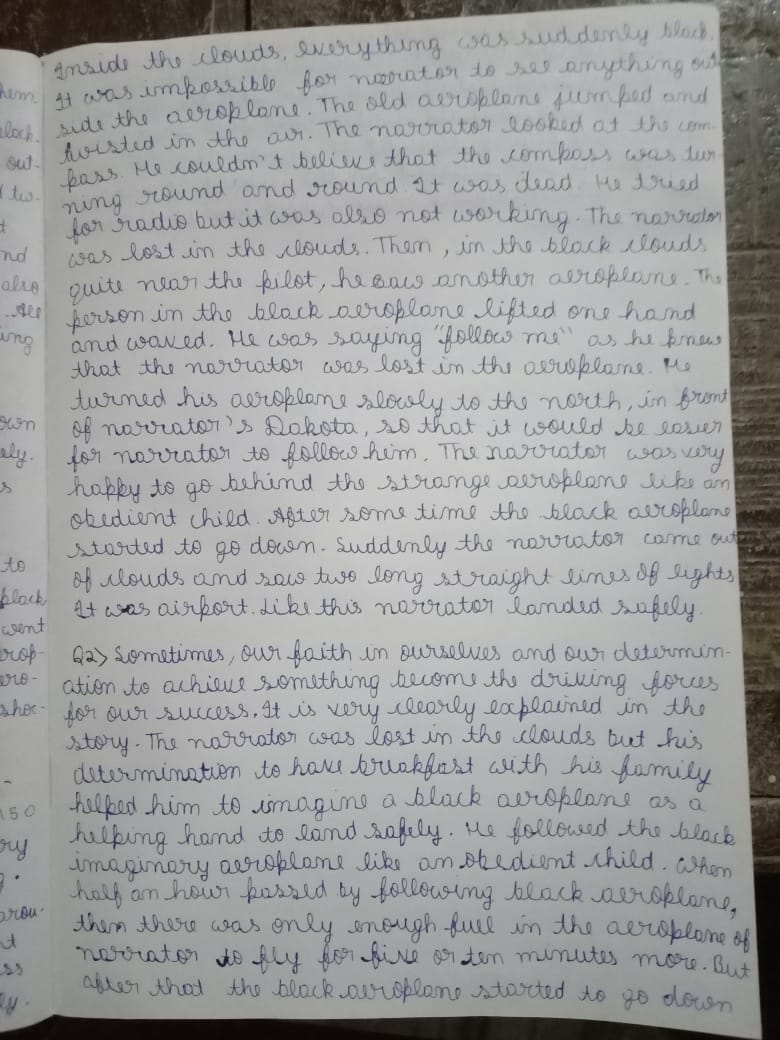 Inside the clouds, everything was suddenly black.
It was impossible for narrator to see anything out
side the aeroplane. The old aeroplane jumped and
twisted in the air. The narrator looked at the com-
pass. He couldn't believe that the compass was tur-
ning round and round It was dead. He tried
for radio but it was also not working. The narrator
was lost in the clouds. Then, in the black clouds
quite near the pilot, he saw another aeroplane. The
person in the black aeroplane lifted one hand
and waved. He was saying "follow me" as he knew
that the narrator was lost in the aeroplane. He
turned his aeroplane slowly to the north, in front
of narrator's Dakota, so that it would be easier
for narrator to follow him. The narrator was very
happy to go behind the strange aeroplane like an
obedient child. After some time the black aeroplane
started to go down. Suddenly the narrator came out
of clouds and saw two long straight lines of lights
It was airport. Like this narrator landed safely.
Q2> Sometimes, our faith in ourselves and our determin-
ation to achieve something become the driving forces
for our success. It is very clearly explained in the
story. The narrator was lost in the clouds but his
determination to have breakfast with his family
helped him to imagine a black aeroplane as a
helping hand to land safely. He followed the black
imaginary aeroplane like an obedient child. When
half an hour passed by following black aeroplane,
then there was only enough fuel in the aeroplane of
narrator to fly for five or ten minutes more. But
after that the black aeroplane started to go down